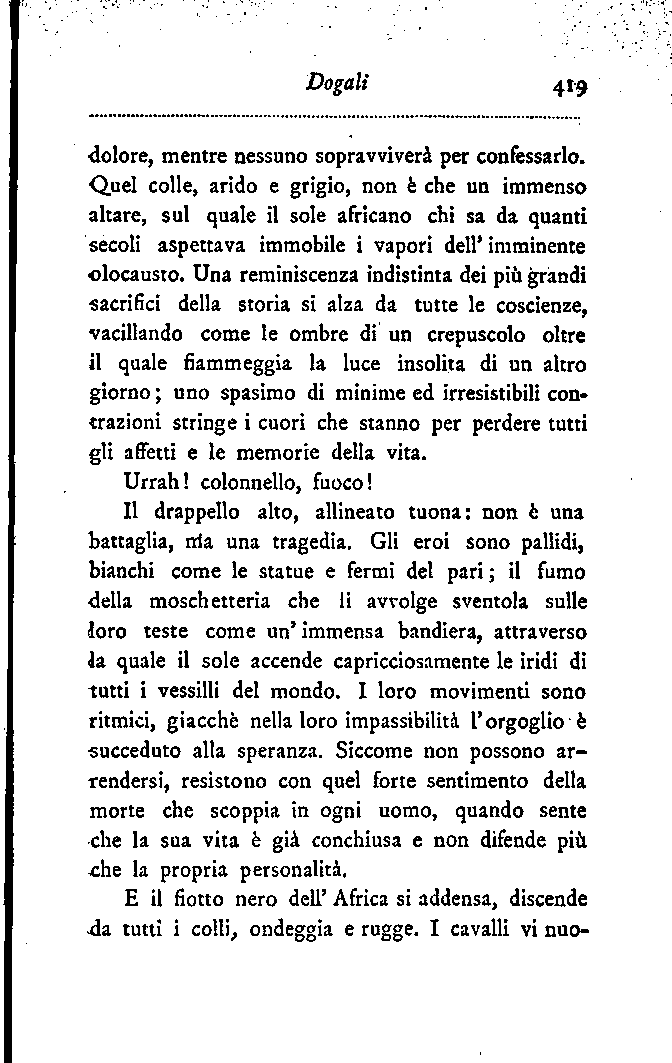 Dogali 419
dolore, mentre nessuno sopravviverà per confessarlo.
Quel colle, arido e grigio, non è che un immenso
altare, sul quale il sole africano chi sa da quanti
secoli aspettava immobile i vapori dell' imminente
olocausto. Una reminiscenza indistinta dei più grandi
sacrifici della storia si alza da tutte le coscienze,
vacillando come le ombre di un crepuscolo oltre
il quale fiammeggia la luce insolita di un altro
giorno; uno spasimo di minime ed irresistibili con-
trazioni stringe i cuori che stanno per perdere tutti
gli affetti e le memorie della vita.
Urrah! colonnello, fuoco!
Il drappello alto, allineato tuona: non è una
battaglia, ma una tragedia. Gli eroi sono pallidi,
bianchi come le statue e fermi del pari; il fumo
della moschetteria che li avvolge sventola sulle
loro teste come un' immensa bandiera, attraverso
la quale il sole accende capricciosamente le iridi di
tutti i vessilli del mondo. I loro movimenti sono
ritmici, giacchè nella loro impassibilità l' orgoglio è
succeduto alla speranza. Siccome non possono ar-
rendersi, resistono con quel forte sentimento della
morte che scoppia in ogni uomo, quando sente
che la sua vita è già conchiusa e non difende più
che la propria personalità.
E il fiotto nero dell' Africa si addensa, discende
da tutti i colli, ondeggia e rugge. I cavalli vi nuo-